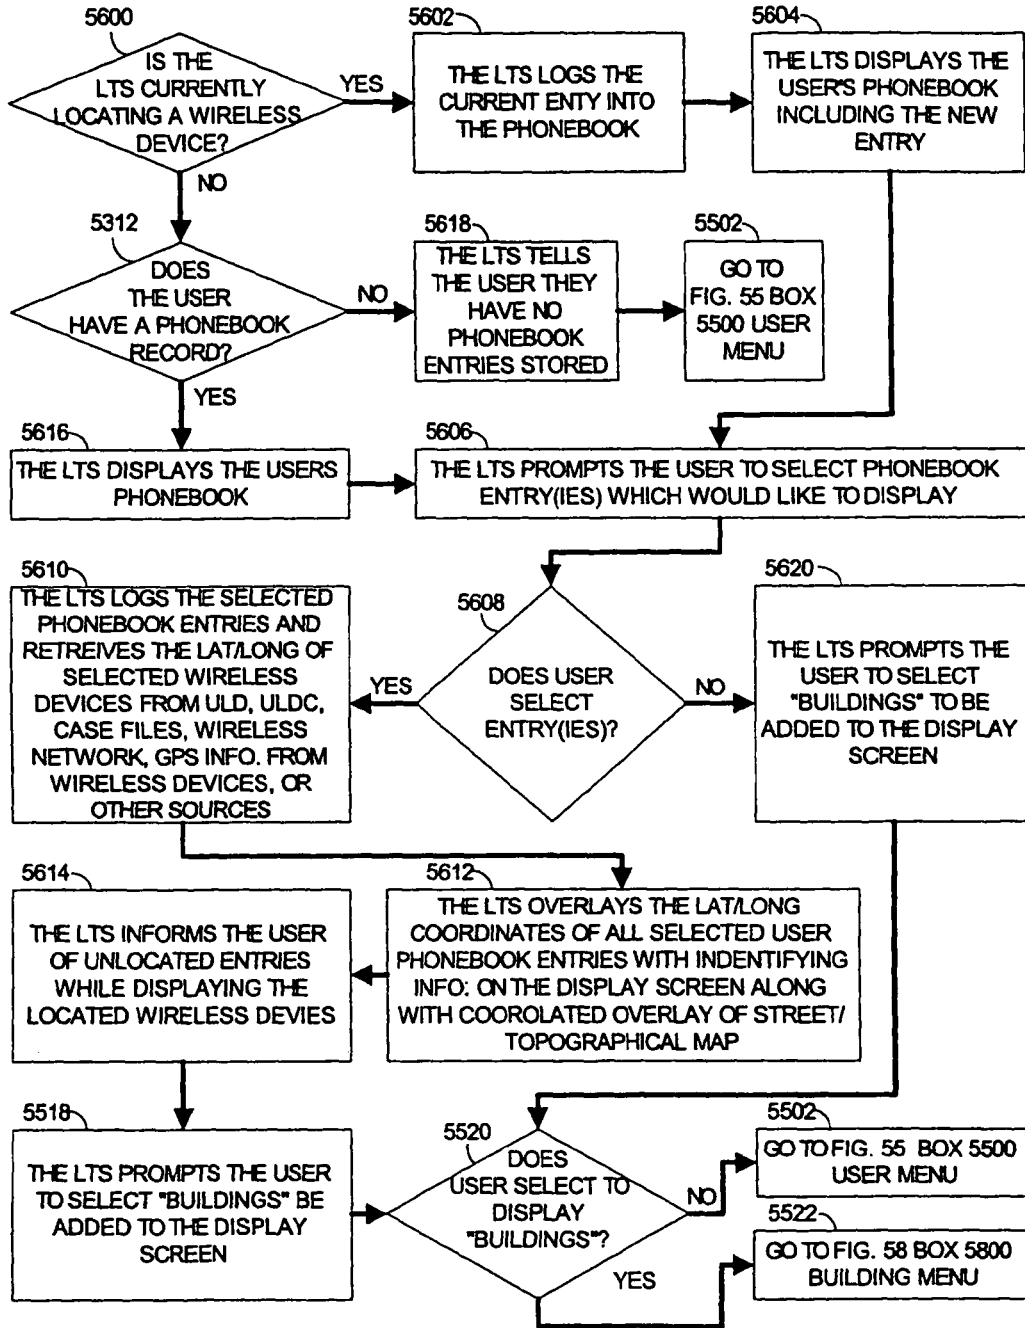 5600
IS THE
LTS CURRENTLY
LOCATING A WIRELESS
DEVICE?
YES
NO
5602
THE LTS LOGS THE
CURRENT ENTY INTO
THE PHONEBOOK
5604
THE LTS DISPLAYS THE
USER'S PHONEBOOK
INCLUDING THE NEW
ENTRY
5312
DOES
THE USER
HAVE A PHONEBOOK
RECORD?
NO
YES
5618
THE LTS TELLS
THE USER THEY
HAVE NO
PHONEBOOK
ENTRIES STORED
5502
GO TO
FIG. 55 BOX
5500 USER
MENU
5616
THE LTS DISPLAYS THE USERS
PHONEBOOK
5606
THE LTS PROMPTS THE USER TO SELECT PHONEBOOK
ENTRY(IES) WHICH WOULD LIKE TO DISPLAY
5610
THE LTS LOGS THE SELECTED
PHONEBOOK ENTRIES AND
RETREIVES THE LAT/LONG OF
SELECTED WIRELESS
DEVICES FROM ULD, ULDC,
CASE FILES, WIRELESS
NETWORK, GPS INFO. FROM
WIRELESS DEVICES, OR
OTHER SOURCES
5608
DOES USER
SELECT
ENTRY(IES)?
YES
NO
5620
THE LTS PROMPTS THE
USER TO SELECT
"BUILDINGS" TO BE
ADDED TO THE DISPLAY
SCREEN
5614
THE LTS INFORMS THE USER
OF UNLOCATED ENTRIES
WHILE DISPLAYING THE
LOCATED WIRELESS DEVIES
5612
THE LTS OVERLAYS THE LAT/LONG
COORDINATES OF ALL SELECTED USER
PHONEBOOK ENTRIES WITH INDENTIFYING
INFO: ON THE DISPLAY SCREEN ALONG
WITH COOROLATED OVERLAY OF STREET/
TOPOGRAPHICAL MAP
5518
THE LTS PROMPTS THE USER
TO SELECT "BUILDINGS" BE
ADDED TO THE DISPLAY
SCREEN
5520
DOES
USER SELECT TO
DISPLAY
"BUILDINGS"?
NO
YES
5502
GO TO FIG. 55 BOX 5500
USER MENU
5522
GO TO FIG. 58 BOX 5800
BUILDING MENU